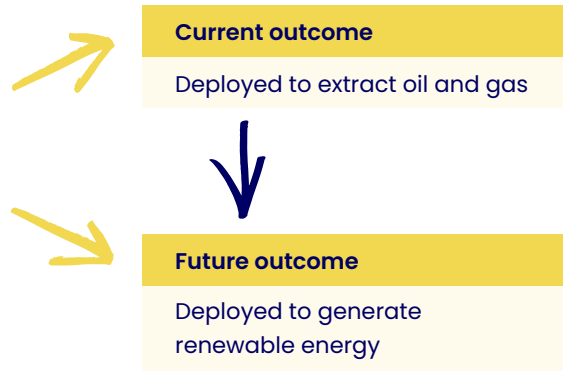 Current outcome
Deployed to extract oil and gas
Future outcome
Deployed to generate
renewable energy